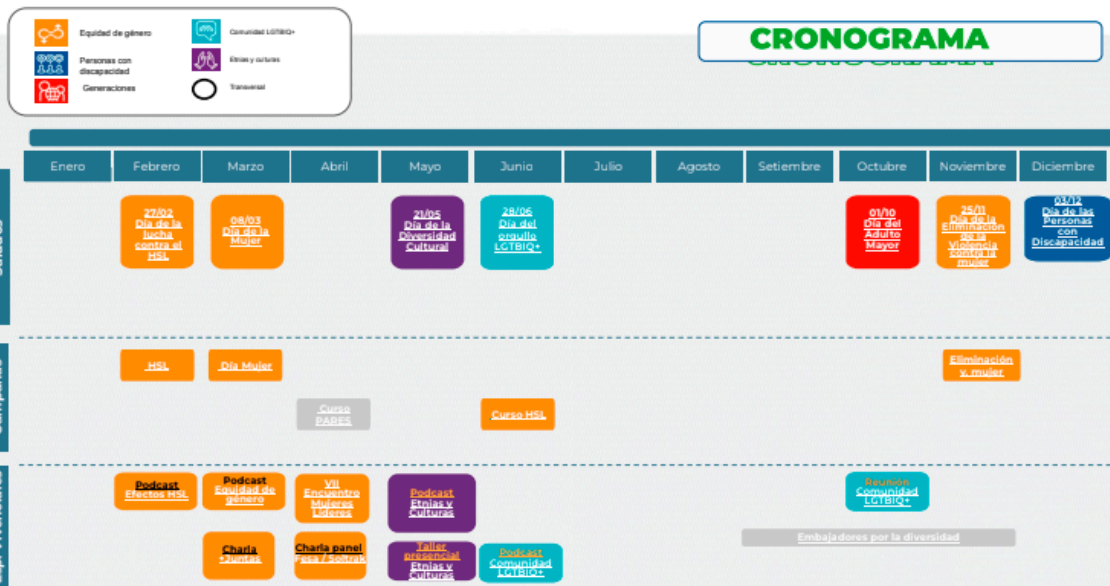 Equidad de género
Comunidad LGTBIQ+
Personas con
discapacidad
Etnias y culturas
Generaciones
Transversal
CRONOGRAMA
Enero
Febrero
Marzo
Abril
Mayo
Junio
Julio
Agosto
Setiembre
Octubre
Noviembre
Diciembre
27/02
Día de la
lucha
contra el
HSL
08/03
Día de la
Mujer
21/05
Día de la
Diversidad
Cultural
28/06
Día del
orgullo
LGTBIQ+
01/10
Día del
Adulto
Mayor
25/11
Día de la
Eliminación
de la
Violencia
contra la
mujer
03/12
Día de las
Personas
con
Discapacidad
HSL
Día Mujer
Eliminación
v. mujer
Curso
PARES
Curso HSL
Podcast
Efectos HSL
Podcast
Equidad de
género
VII
Encuentro
Mujeres
Líderes
Podcast
Etnias y
Culturas
Reunión
Comunidad
LGTBIQ+
Embajadores por la diversidad
Charla
+Juntas
Charla panel
Fesa / Softrak
Taller
presencial
Etnias y
Culturas
Podcast
Comunidad
LGTBIQ+